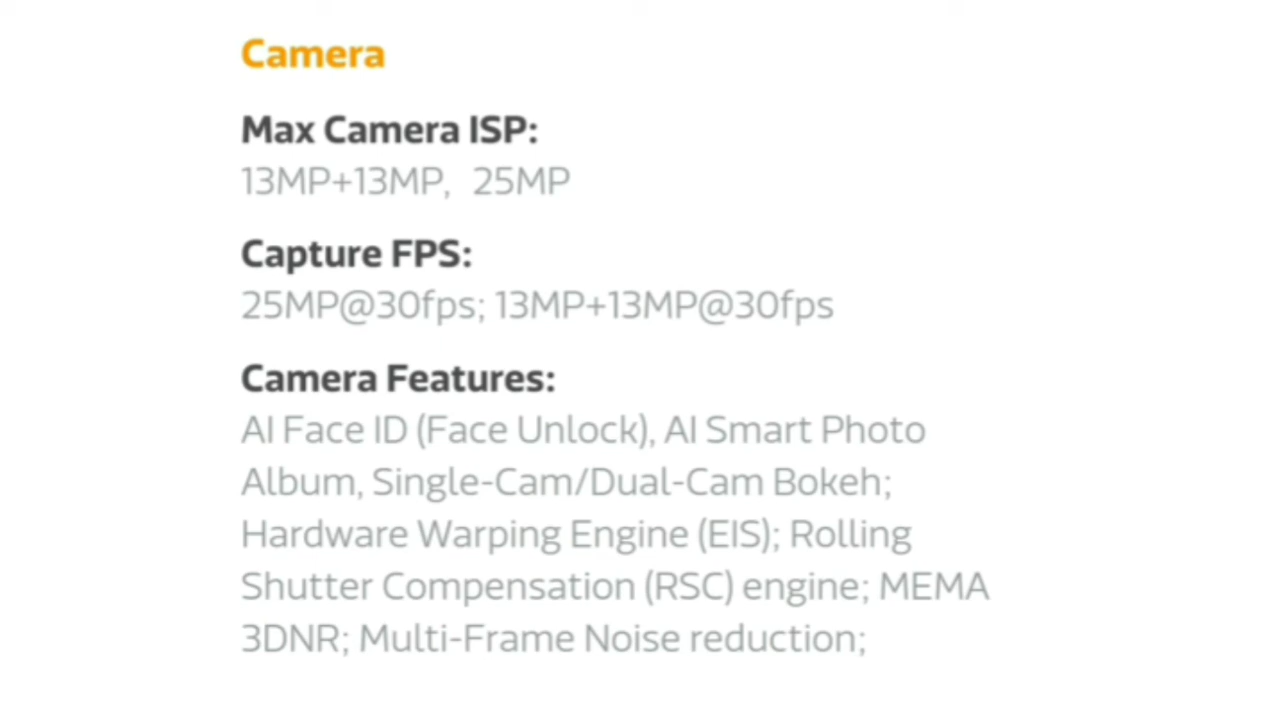 Camera
Max Camera ISP:
13MP+13MP, 25MP
Capture FPS:
25MP@30fps; 13MP+13MP@30fps
Camera Features:
AI Face ID (Face Unlock), AI Smart Photo
Album, Single-Cam/Dual-Cam Bokeh;
Hardware Warping Engine (EIS); Rolling
Shutter Compensation (RSC) engine; MEMA
3DNR; Multi-Frame Noise reduction;